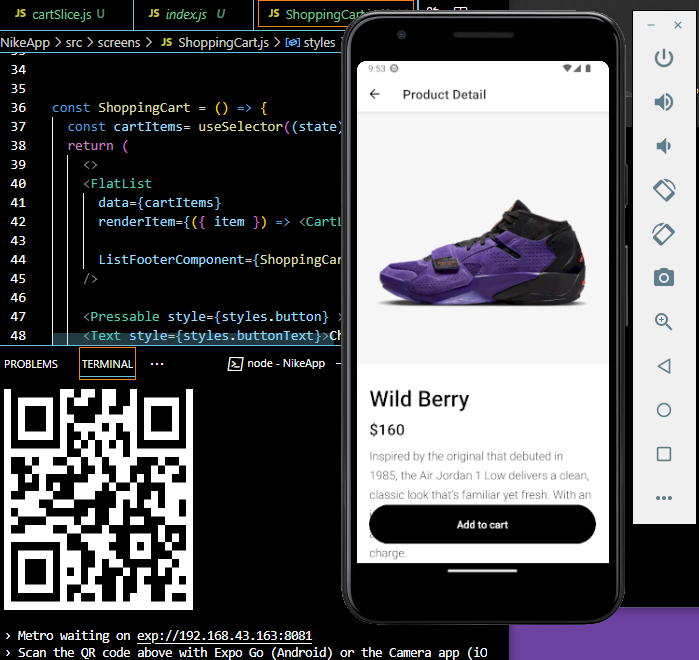 JS cartSlice.js U
JS index.js U
JS ShoppingCart.js
NikeApp > src > screens > JS ShoppingCart.js > styles
34
35
36 const ShoppingCart = () => {
37 const cartItems= useSelector((state)
38 return (
39 <>
40 <FlatList
41 data={cartItems}
42 renderItem={({ item }) => <CartL
43
44 ListFooterComponent={ShoppingCar
45 />
46
47 <Pressable style={styles.button} >
48 <Text style={styles.buttonText}>Ch
PROBLEMS TERMINAL ... node - NikeApp
› Metro waiting on exp://192.168.43.163:8081
› Scan the QR code above with Expo Go (Android) or the Camera app (iO
9:53
Product Detail
Wild Berry
$160
Inspired by the original that debuted in
1985, the Air Jordan 1 Low delivers a clean,
classic look that's familiar yet fresh. With an
Add to cart
charge.